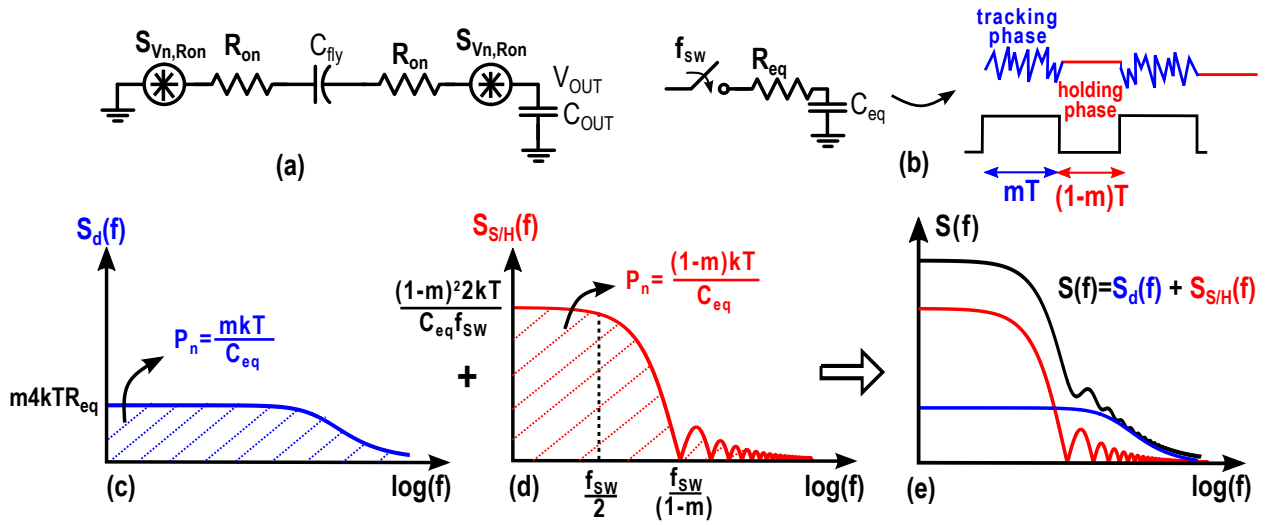 S_Vn,Ron
R_on
C_fly
R_on
S_Vn,Ron
V_OUT
C_OUT
(a)
f_sw
R_eq
C_eq
(b)
tracking
phase
holding
phase
mT
(1-m)T
S_d(f)
P_n=mkT/C_eq
m4kTR_eq
(c)
log(f)
+
S_S/H(f)
(1-m)²2kT/C_eq f_SW
P_n=(1-m)kT/C_eq
(d)
f_SW/2
f_SW/(1-m)
log(f)
S(f)
S(f)=S_d(f) + S_S/H(f)
(e)
log(f)